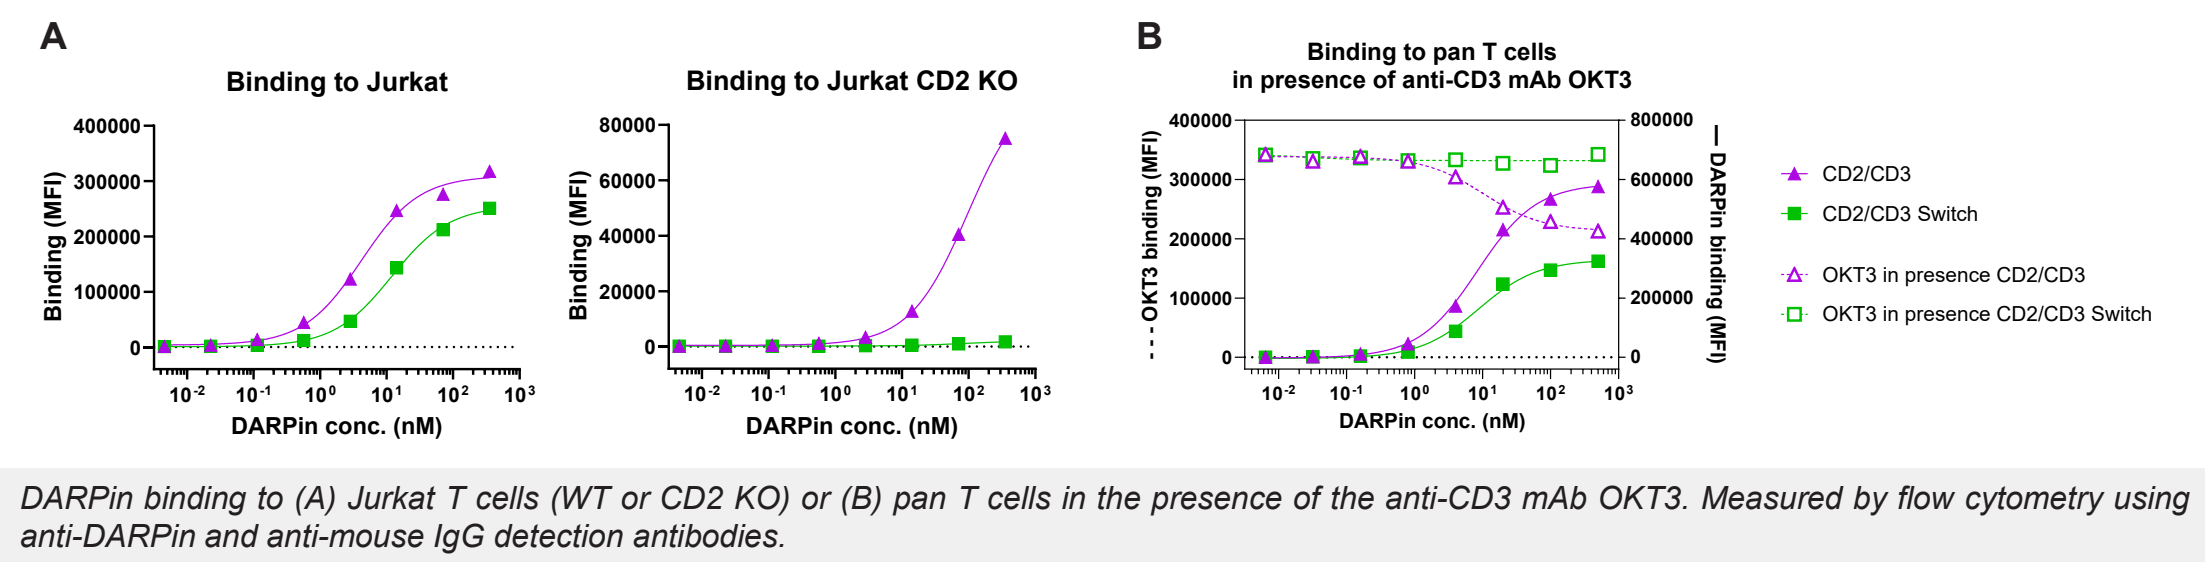 A
Binding to Jurkat
400000
300000
200000
100000
0
Binding (MFI)
10-2
10-1
100
101
102
103
DARPin conc. (nM)
Binding to Jurkat CD2 KO
80000
60000
40000
20000
0
Binding (MFI)
10-2
10-1
100
101
102
103
DARPin conc. (nM)
B
Binding to pan T cells
in presence of anti-CD3 mAb OKT3
400000
300000
200000
100000
0
OKT3 binding (MFI)
800000
600000
400000
200000
0
DARPin binding (MFI)
10-2
10-1
100
101
102
103
DARPin conc. (nM)
CD2/CD3
CD2/CD3 Switch
OKT3 in presence CD2/CD3
OKT3 in presence CD2/CD3 Switch
DARPin binding to (A) Jurkat T cells (WT or CD2 KO) or (B) pan T cells in the presence of the anti-CD3 mAb OKT3. Measured by flow cytometry using
anti-DARPin and anti-mouse IgG detection antibodies.